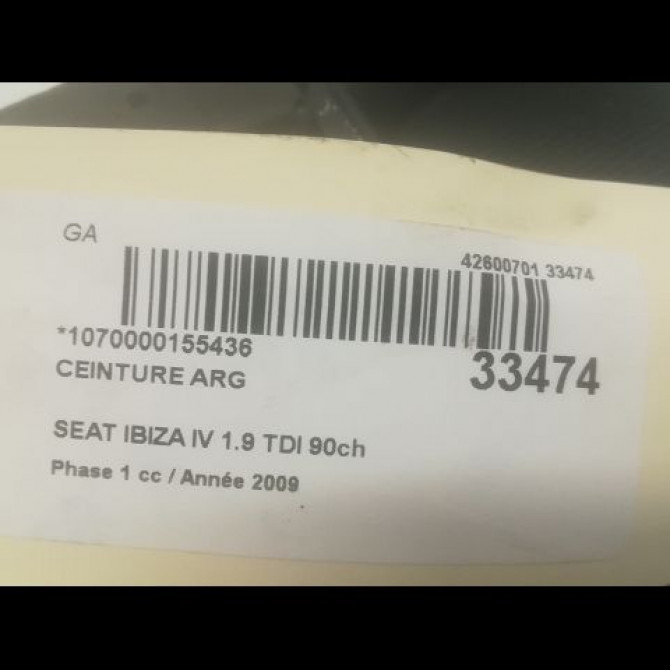 GA
42600701 33474
*1070000155436
33474
CEINTURE ARG
SEAT IBIZA IV 1.9 TDI 90ch
Phase 1 cc / Année 2009